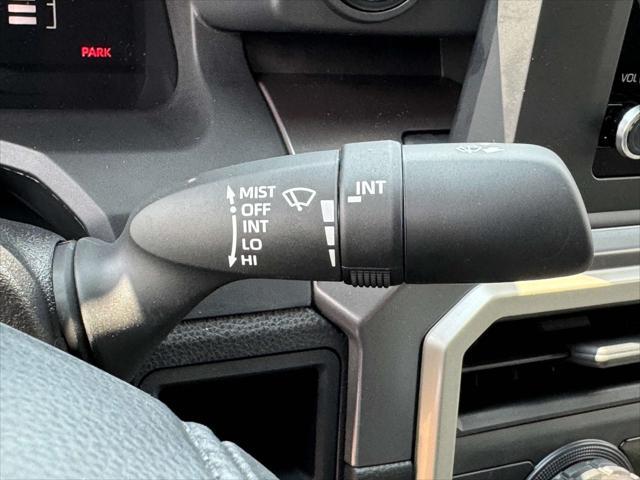 PARK
VOL
MIST
OFF
INT
LO
HI
INT